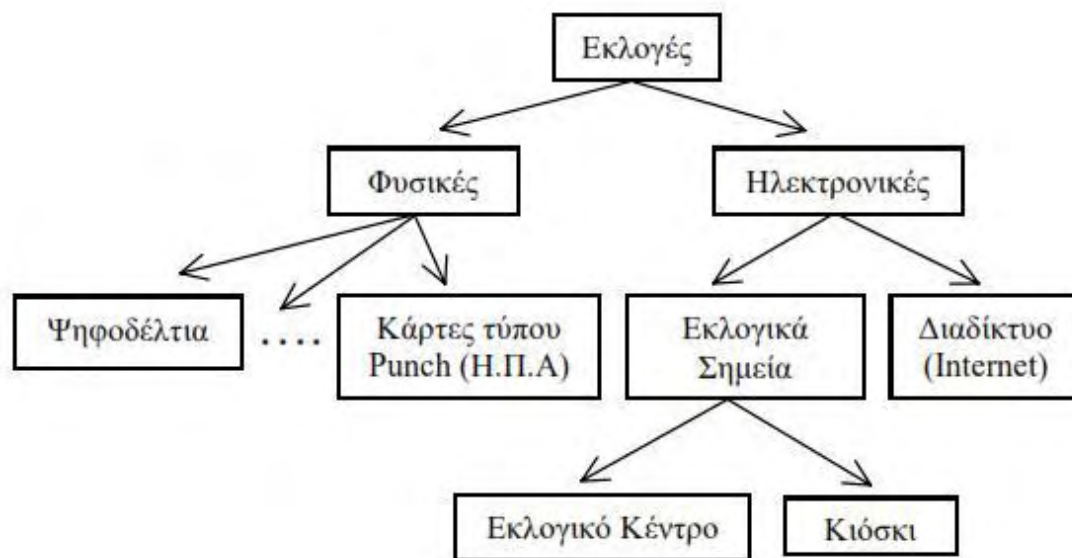 Εκλογές
Φυσικές
Ηλεκτρονικές
Ψηφοδέλτια
....
Κάρτες τύπου
Punch (Η.Π.Α)
Εκλογικά
Σημεία
Διαδίκτυο
(Internet)
Εκλογικό Κέντρο
Κιόσκι